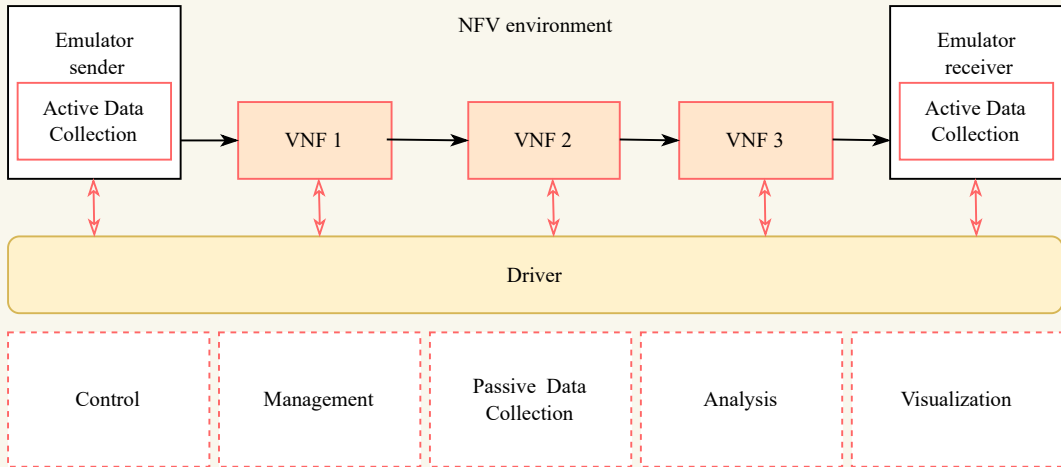 NFV environment
Emulator
sender
Active Data
Collection
VNF 1
VNF 2
VNF 3
Emulator
receiver
Active Data
Collection
Driver
Control
Management
Passive Data
Collection
Analysis
Visualization